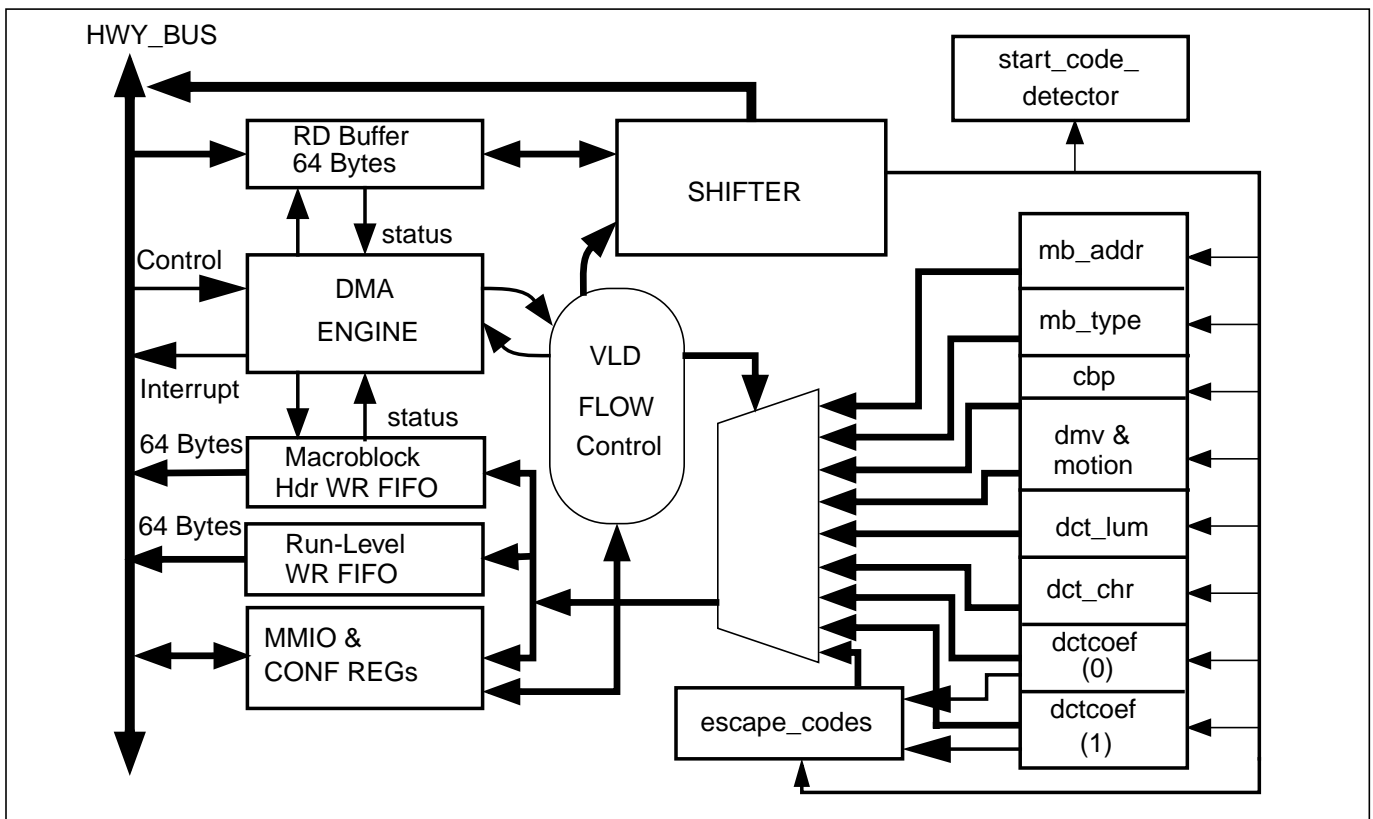 HWY_BUS
start_code_
detector
RD Buffer
64 Bytes
SHIFTER
status
Control
DMA
ENGINE
Interrupt
status
VLD
FLOW
Control
mb_addr
mb_type
cbp
dmv &
motion
dct_lum
dct_chr
dctcoef
(0)
dctcoef
(1)
64 Bytes
Macroblock
Hdr WR FIFO
64 Bytes
Run-Level
WR FIFO
MMIO &
CONF REGs
escape_codes